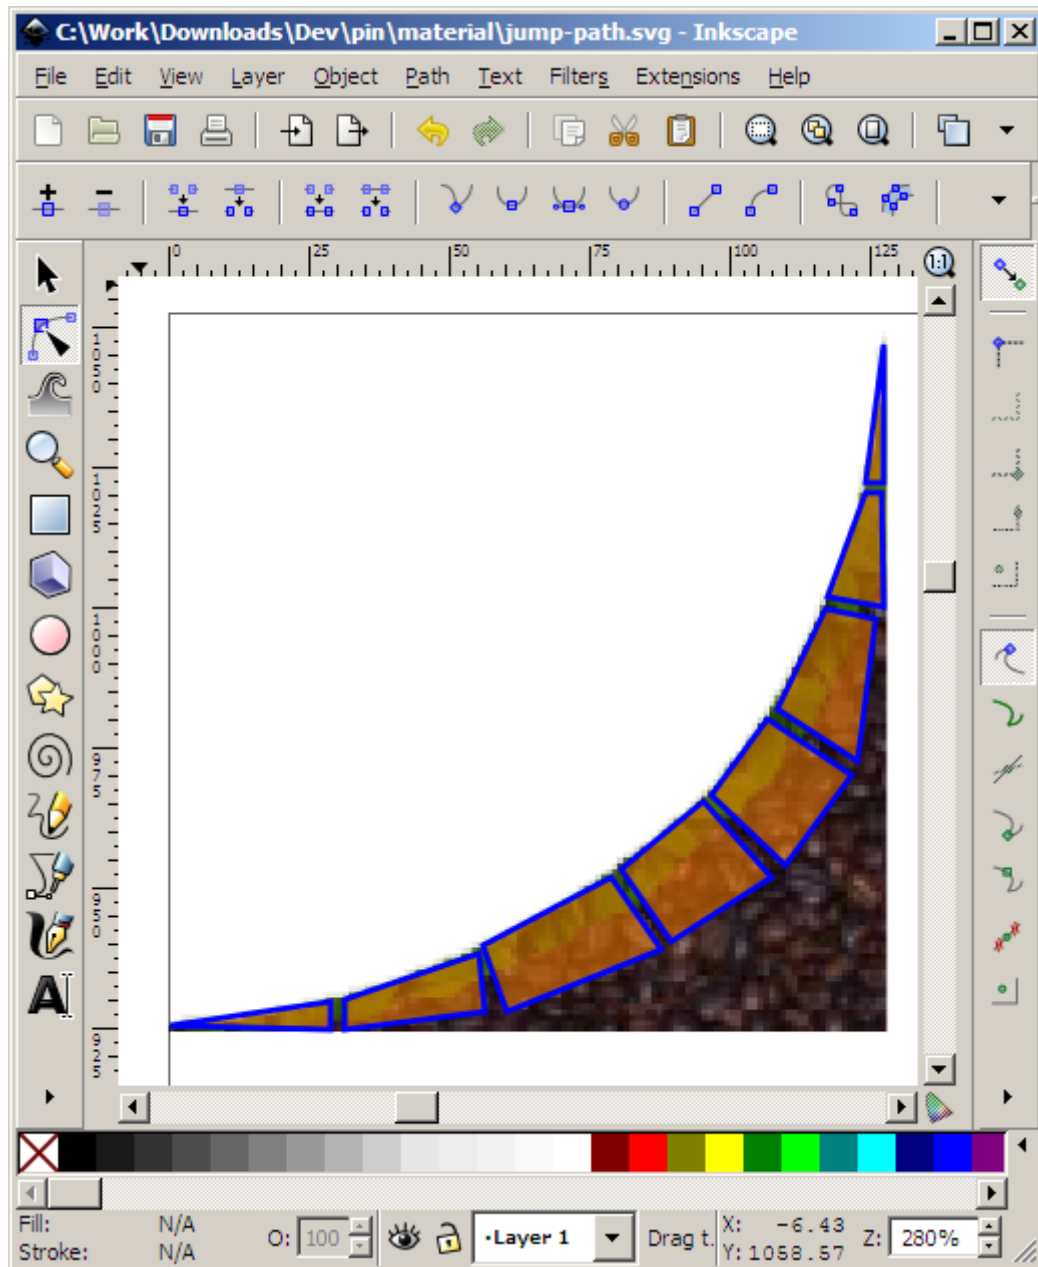 C:\Work\Downloads\Dev\pin\material\jump-path.svg - Inkscape
File Edit View Layer Object Path Text Filters Extensions Help
0 25 50 75 100 125
1:1
1050
1025
1000
975
950
925
A
Fill: N/A O: 100 •Layer 1 Drag t. X: -6.43 Z: 280%
Stroke: N/A Y: 1058.57